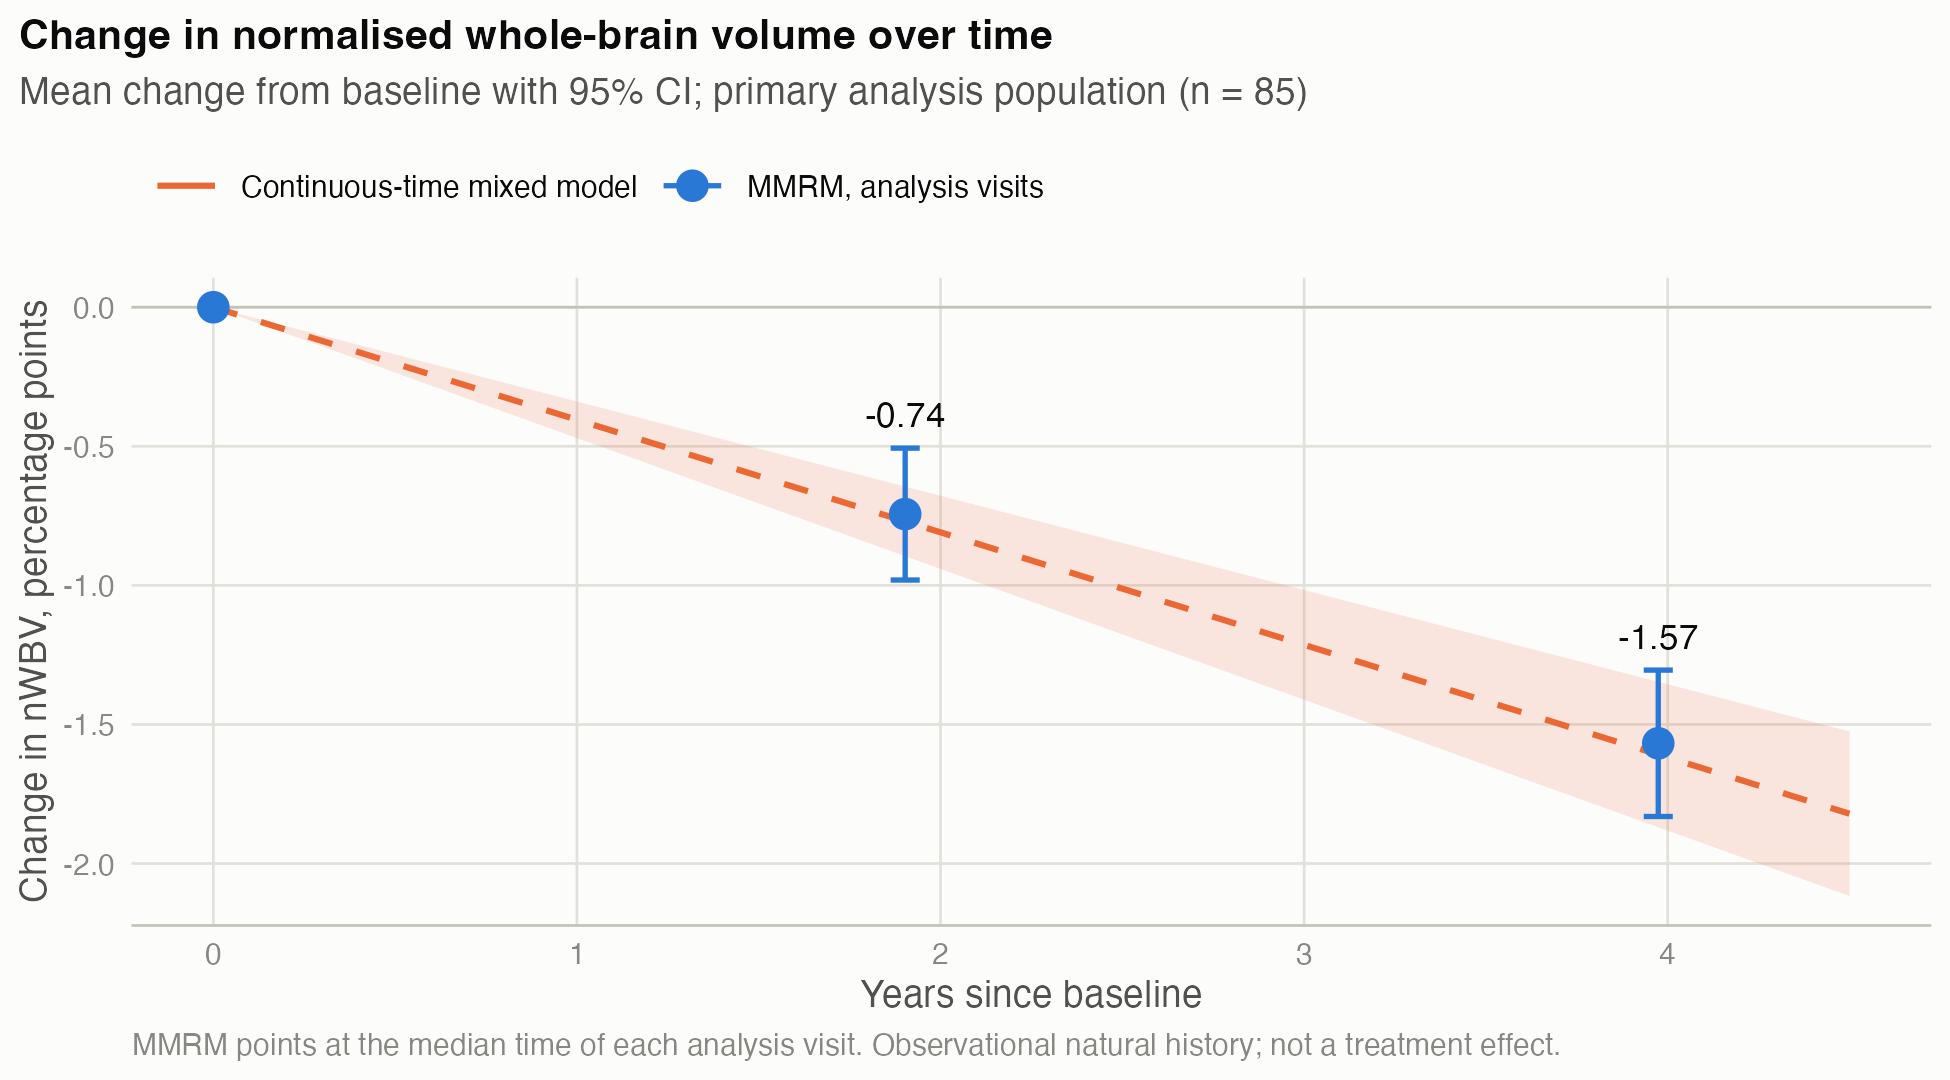 Change in normalised whole-brain volume over time
Mean change from baseline with 95% CI; primary analysis population (n = 85)
Continuous-time mixed model
MMRM, analysis visits
Change in nWBV, percentage points
0.0
-0.5
-1.0
-1.5
-2.0
-0.74
-1.57
0
1
2
3
4
Years since baseline
MMRM points at the median time of each analysis visit. Observational natural history; not a treatment effect.